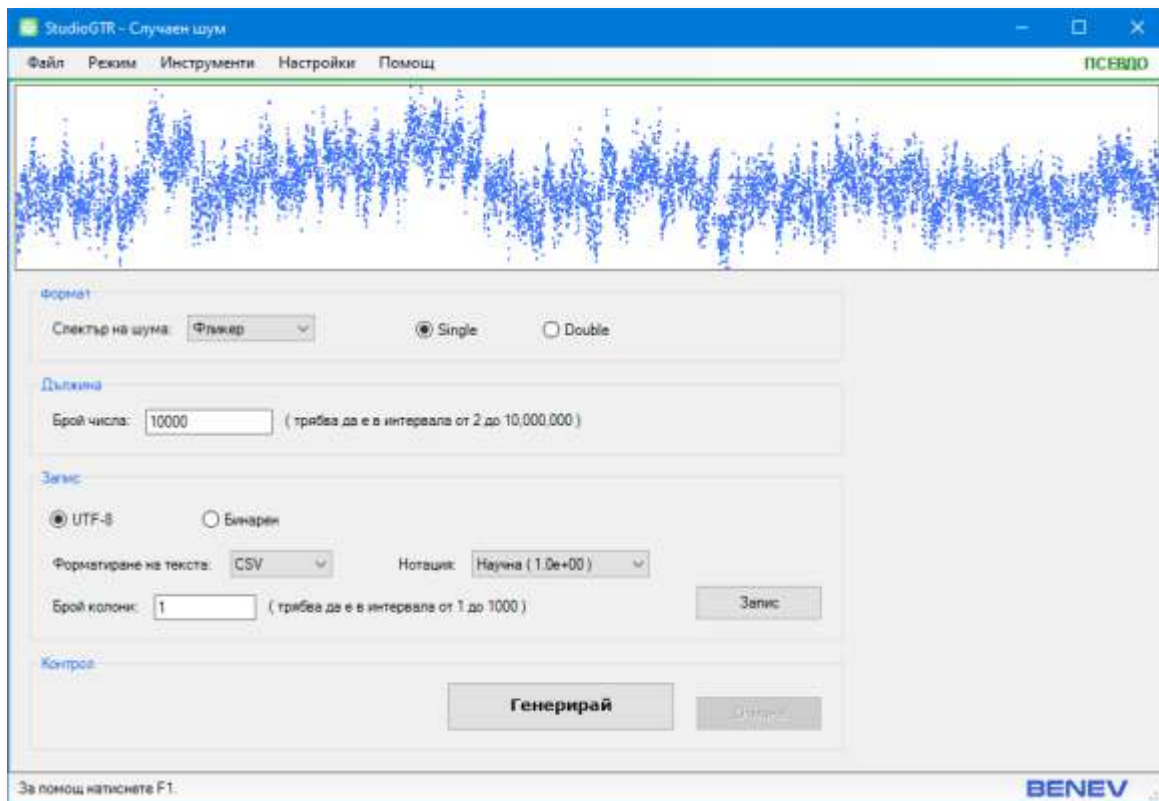 StudioGTR - Случаен шум
Файл Режим Инструменти Настройки Помощ ПСЕВДО
Формат
Спектър на шума: Фликер Single Double
Дължина
Брой числа: 10000 ( трябва да е в интервала от 2 до 10,000,000 )
Запис
UTF-8 Бинарен
Форматиране на текста: CSV Нотация: Научна ( 1.0e+00 )
Брой колони: 1 ( трябва да е в интервала от 1 до 1000 ) Запис
Контрол
Генерирай
За помощ натиснете F1. BENEV